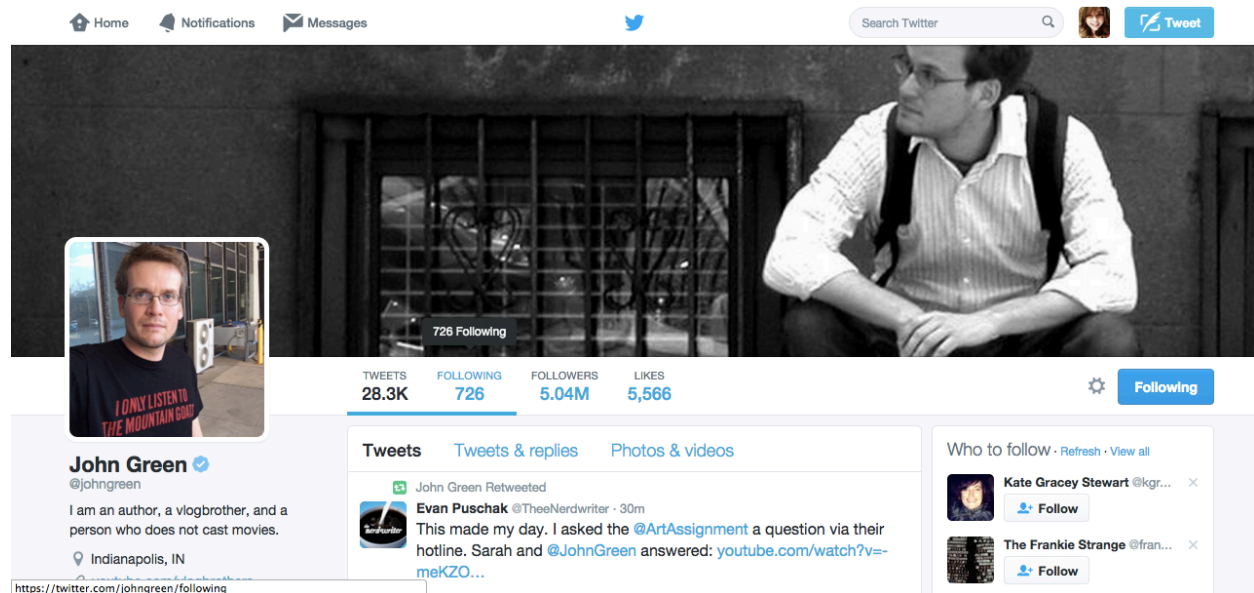 Home Notifications Messages Search Twitter Tweet
726 Following
TWEETS FOLLOWING FOLLOWERS LIKES
28.3K 726 5.04M 5,566
Following
I ONLY LISTEN TO
THE MOUNTAIN GOATS
John Green
@johngreen
I am an author, a vlogbrother, and a
person who does not cast movies.
Indianapolis, IN
youtube.com/vlogbrothers
https://twitter.com/johngreen/following
Tweets Tweets & replies Photos & videos
John Green Retweeted
Evan Puschak @TheeNerdwriter · 30m
nerdwriter
This made my day. I asked the @ArtAssignment a question via their
hotline. Sarah and @JohnGreen answered: youtube.com/watch?v=-
meKZO…
Who to follow · Refresh · View all
Kate Gracey Stewart @kgr...
Follow
The Frankie Strange @fran...
Follow